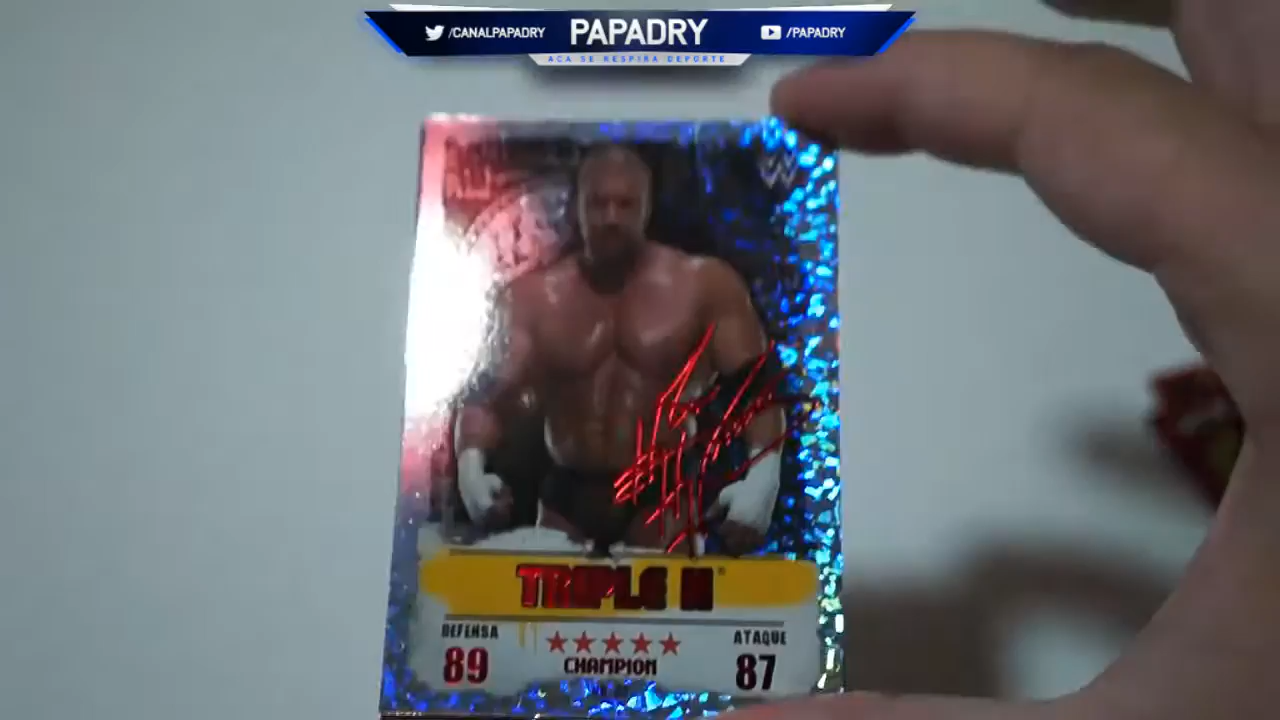 /CANALPAPADRY PAPADRY /PAPADRY
ACA SE RESPIRA DEPORTE
TRIPLE H
DEFENSA ATAQUE
89 CHAMPION 87